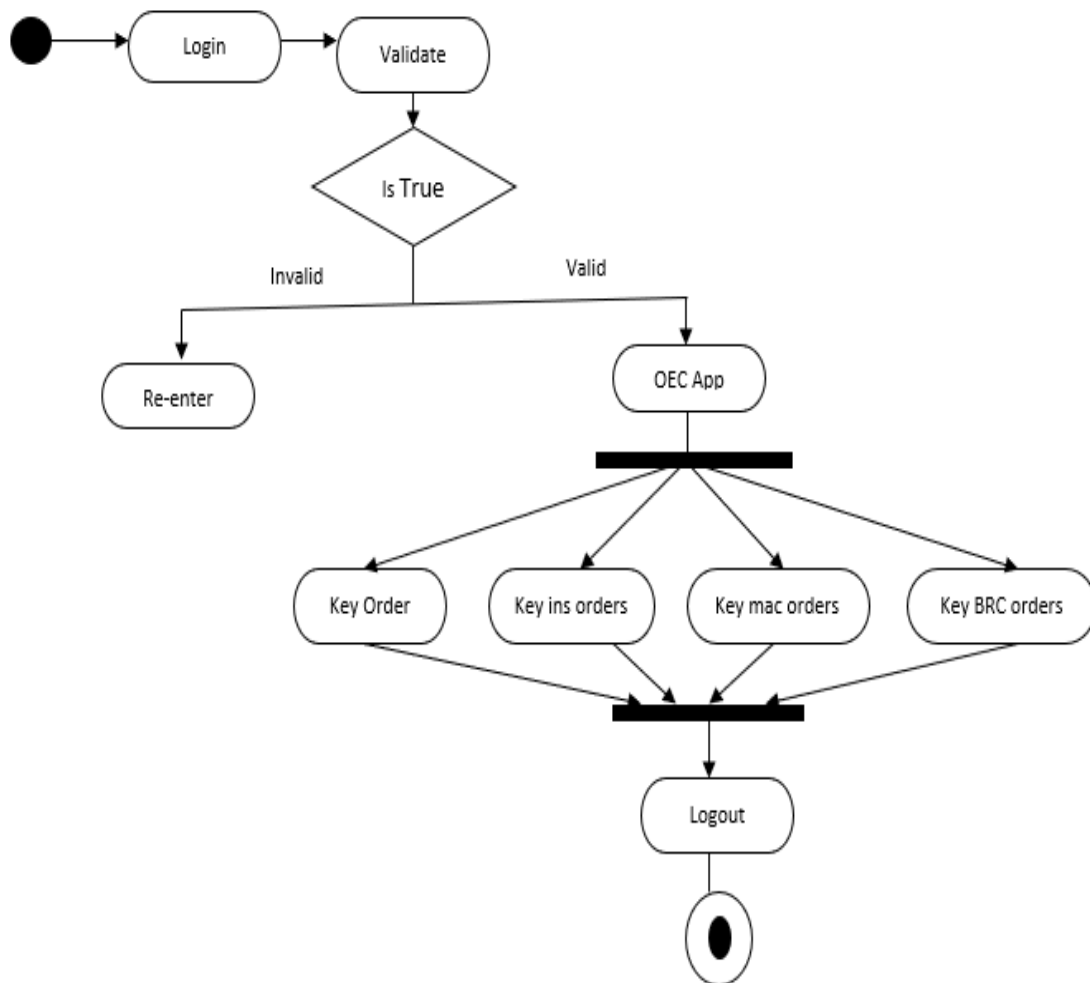 Login
Validate
Is True
Invalid
Valid
OEC App
Re-enter
Key Order
Key ins orders
Key mac orders
Key BRC orders
Logout